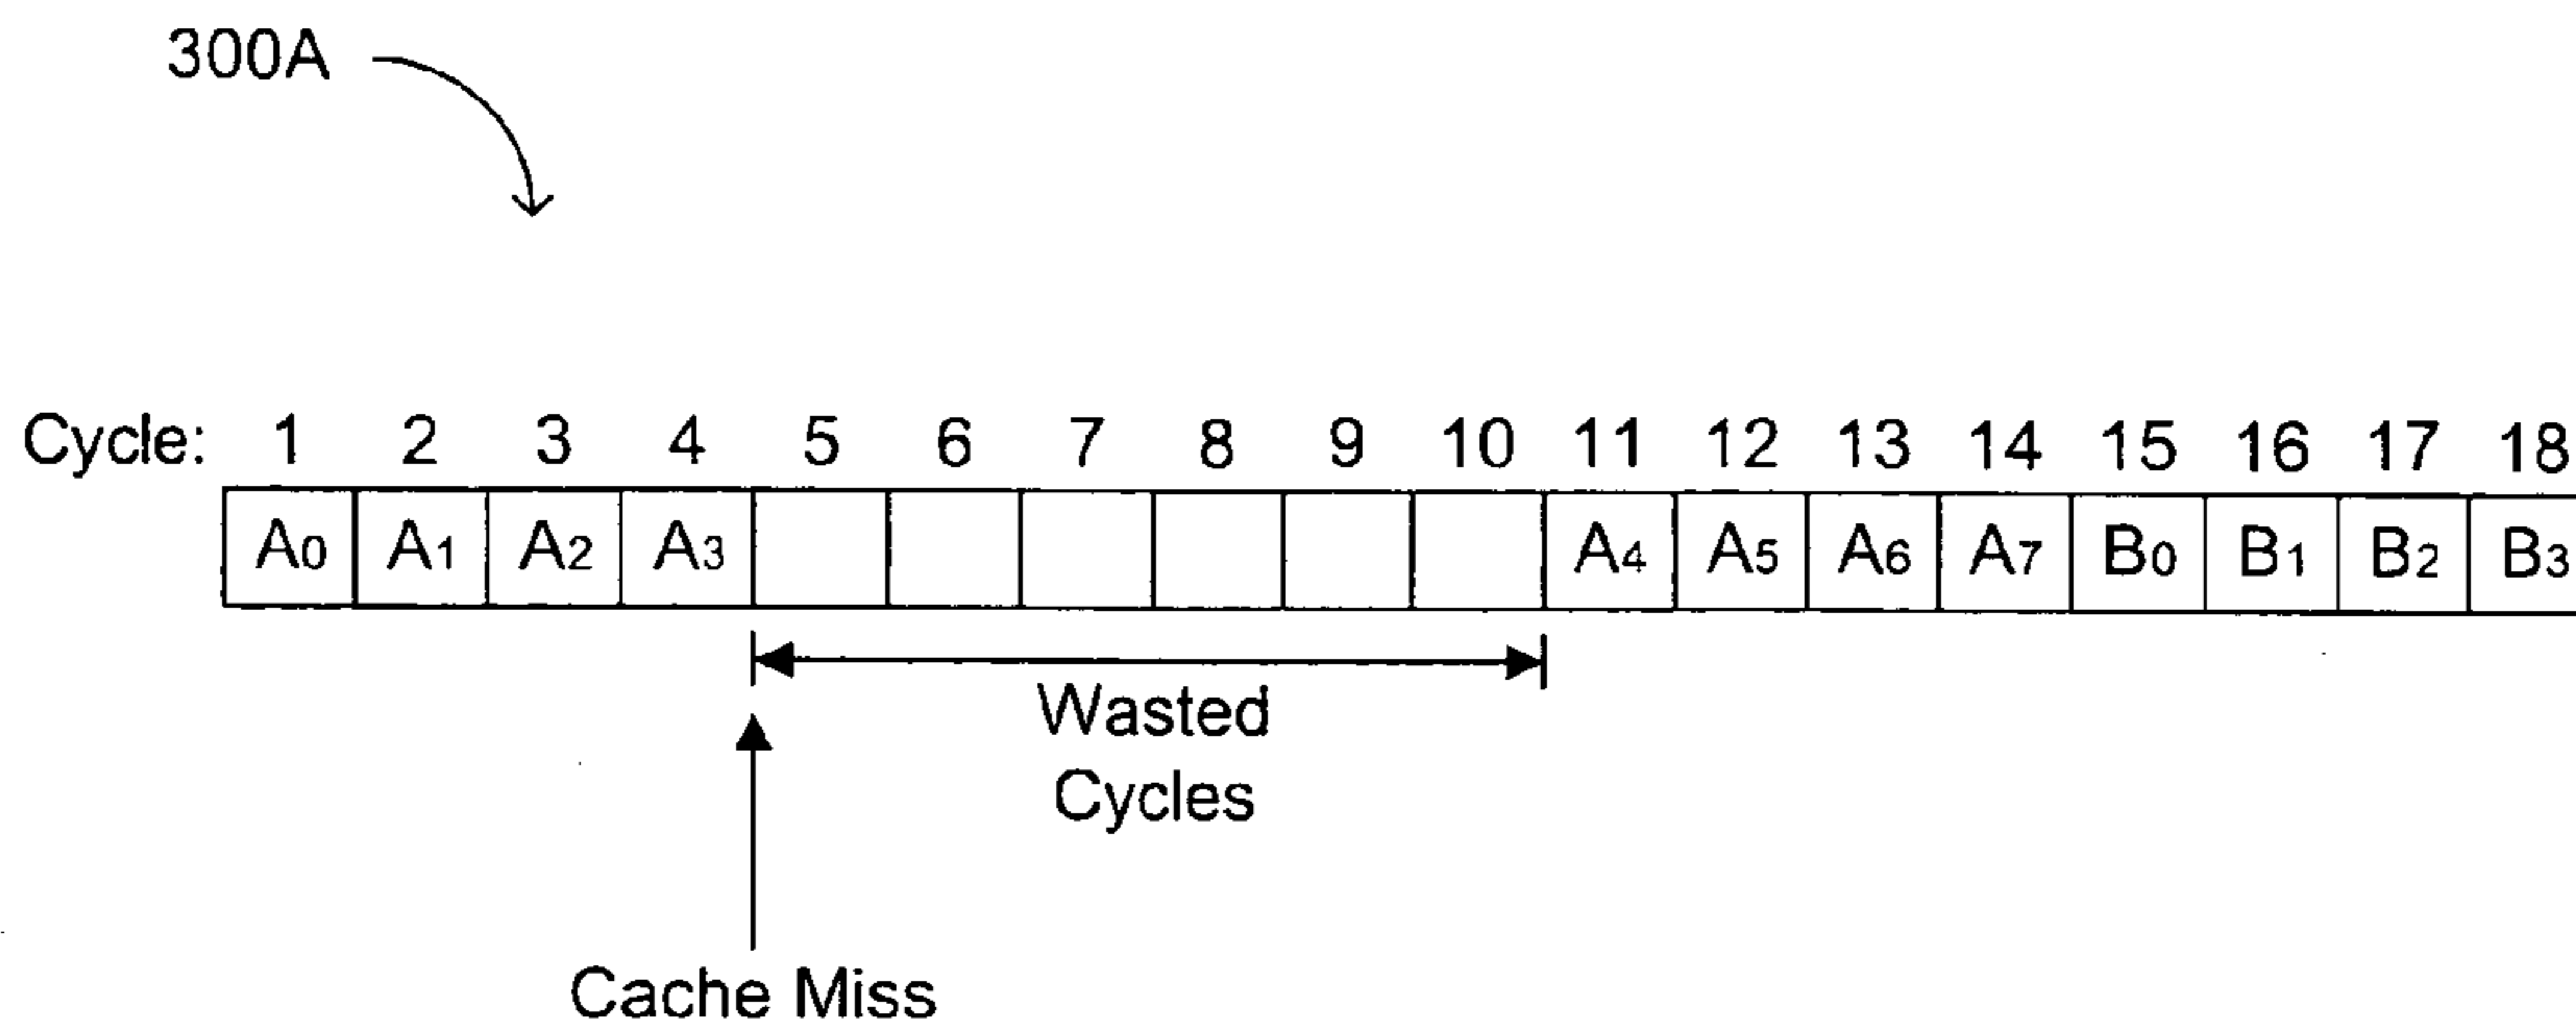 300A
Cycle: 1 2 3 4 5 6 7 8 9 10 11 12 13 14 15 16 17 18
A0 A1 A2 A3 A4 A5 A6 A7 B0 B1 B2 B3
Wasted
Cycles
Cache Miss